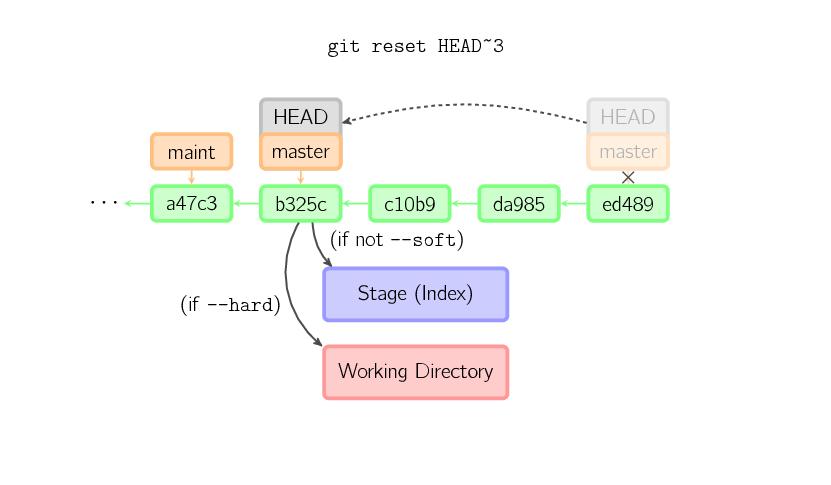 git reset HEAD~3
HEAD HEAD
maint master master
... a47c3 b325c c10b9 da985 ed489
(if not --soft)
Stage (Index)
(if --hard)
Working Directory